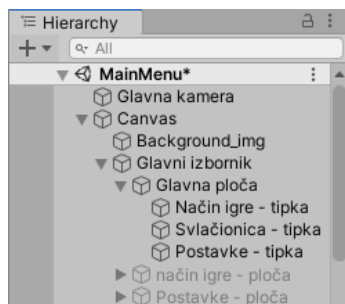 Hierarchy
All
MainMenu*
Glavna kamera
Canvas
Background_img
Glavni izbornik
Glavna ploča
Način igre - tipka
Svlačionica - tipka
Postavke - tipka
način igre - ploča
Postavke - ploča